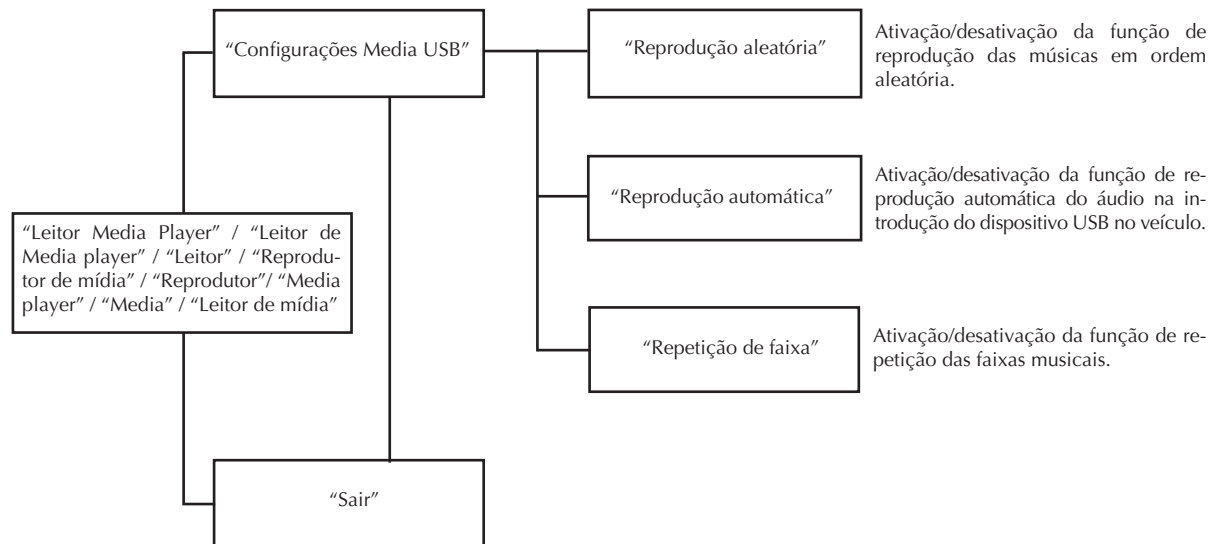 “Configurações Media USB”
“Reprodução aleatória”
Ativação/desativação da função de
reprodução das músicas em ordem
aleatória.
“Reprodução automática”
Ativação/desativação da função de re-
produção automática do áudio na in-
trodução do dispositivo USB no veículo.
“Leitor Media Player” / “Leitor de
Media player” / “Leitor” / “Reprodu-
tor de mídia” / “Reprodutor”/ “Media
player” / “Media” / “Leitor de mídia”
“Repetição de faixa”
Ativação/desativação da função de re-
petição das faixas musicais.
“Sair”